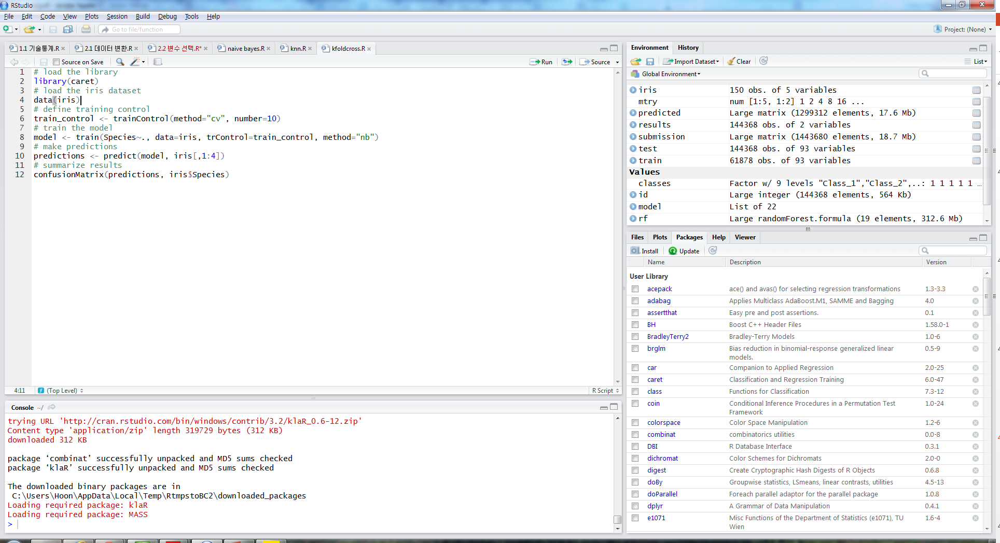 RStudio
File Edit Code View Plots Session Build Debug Tools Help
Go to file/function
Project: (None)
1.1 기술통계.R
2.1 데이터 변환.R
2.2 변수 선택.R*
naive bayes.R
knn.R
kfoldcross.R
Source on Save
Run
Source
1 # load the library
2 library(caret)
3 # load the iris dataset
4 data(iris)
5 # define training control
6 train_control <- trainControl(method="cv", number=10)
7 # train the model
8 model <- train(Species~., data=iris, trControl=train_control, method="nb")
9 # make predictions
10 predictions <- predict(model, iris[,1:4])
11 # summarize results
12 confusionMatrix(predictions, iris$Species)
4:11 (Top Level) R Script
Console ~/
trying URL 'http://cran.rstudio.com/bin/windows/contrib/3.2/klaR_0.6-12.zip'
Content type 'application/zip' length 319729 bytes (312 KB)
downloaded 312 KB
package ‘combinat’ successfully unpacked and MD5 sums checked
package ‘klaR’ successfully unpacked and MD5 sums checked
The downloaded binary packages are in
C:\Users\Hoon\AppData\Local\Temp\RtmpstoBC2\downloaded_packages
Loading required package: klaR
Loading required package: MASS
>
Environment History
Import Dataset Clear List
Global Environment
iris 150 obs. of 5 variables
mtry num [1:5, 1:2] 1 2 4 8 16 ...
predicted Large matrix (1299312 elements, 17.6 Mb)
results 144368 obs. of 2 variables
submission Large matrix (1443680 elements, 18.7 Mb)
test 144368 obs. of 93 variables
train 61878 obs. of 93 variables
Values
classes Factor w/ 9 levels "Class_1","Class_2",..: 1 1 1 1 1 …
id Large integer (144368 elements, 564 Kb)
model List of 22
rf Large randomForest.formula (19 elements, 312.6 Mb)
Files Plots Packages Help Viewer
Install Update
Name Description Version
User Library
acepack ace() and avas() for selecting regression transformations 1.3-3.3
adabag Applies Multiclass AdaBoost.M1, SAMME and Bagging 4.0
assertthat Easy pre and post assertions. 0.1
BH Boost C++ Header Files 1.58.0-1
BradleyTerry2 Bradley-Terry Models 1.0-6
brglm Bias reduction in binomial-response generalized linear 0.5-9
models.
car Companion to Applied Regression 2.0-25
caret Classification and Regression Training 6.0-47
class Functions for Classification 7.3-12
coin Conditional Inference Procedures in a Permutation Test 1.0-24
Framework
colorspace Color Space Manipulation 1.2-6
combinat combinatorics utilities 0.0-8
DBI R Database Interface 0.3.1
dichromat Color Schemes for Dichromats 2.0-0
digest Create Cryptographic Hash Digests of R Objects 0.6.8
doBy Groupwise statistics, LSmeans, linear contrasts, utilities 4.5-13
doParallel Foreach parallel adaptor for the parallel package 1.0.8
dplyr A Grammar of Data Manipulation 0.4.1
e1071 Misc Functions of the Department of Statistics (e1071), TU 1.6-4
Wien